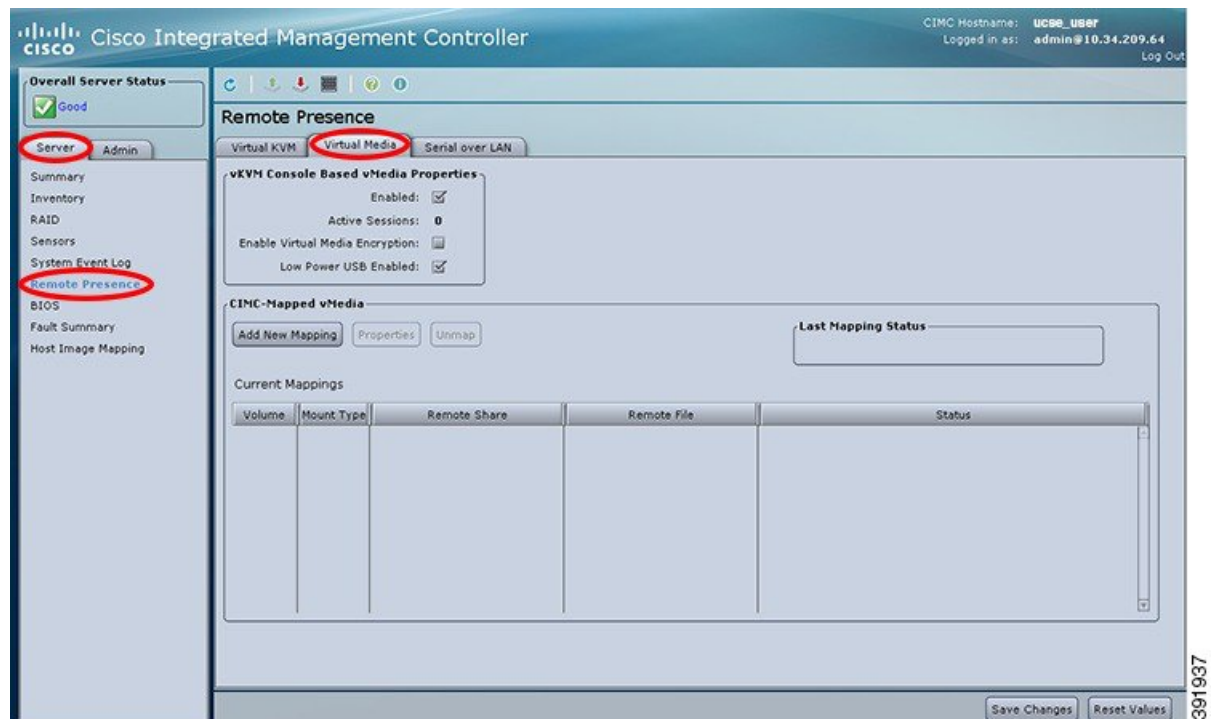 CISCO Cisco Integrated Management Controller
CIMC Hostname: ucse_user
Logged in as: admin@10.34.209.64
Log Out
Overall Server Status
Good
Server Admin
Summary
Inventory
RAID
Sensors
System Event Log
Remote Presence
BIOS
Fault Summary
Host Image Mapping
Remote Presence
Virtual KVM Virtual Media Serial over LAN
vKVM Console Based vMedia Properties
Enabled:
Active Sessions: 0
Enable Virtual Media Encryption:
Low Power USB Enabled:
CIMC-Mapped vMedia
Add New Mapping Properties Unmap
Last Mapping Status
Current Mappings
Volume Mount Type Remote Share Remote File Status
Save Changes Reset Values
391937